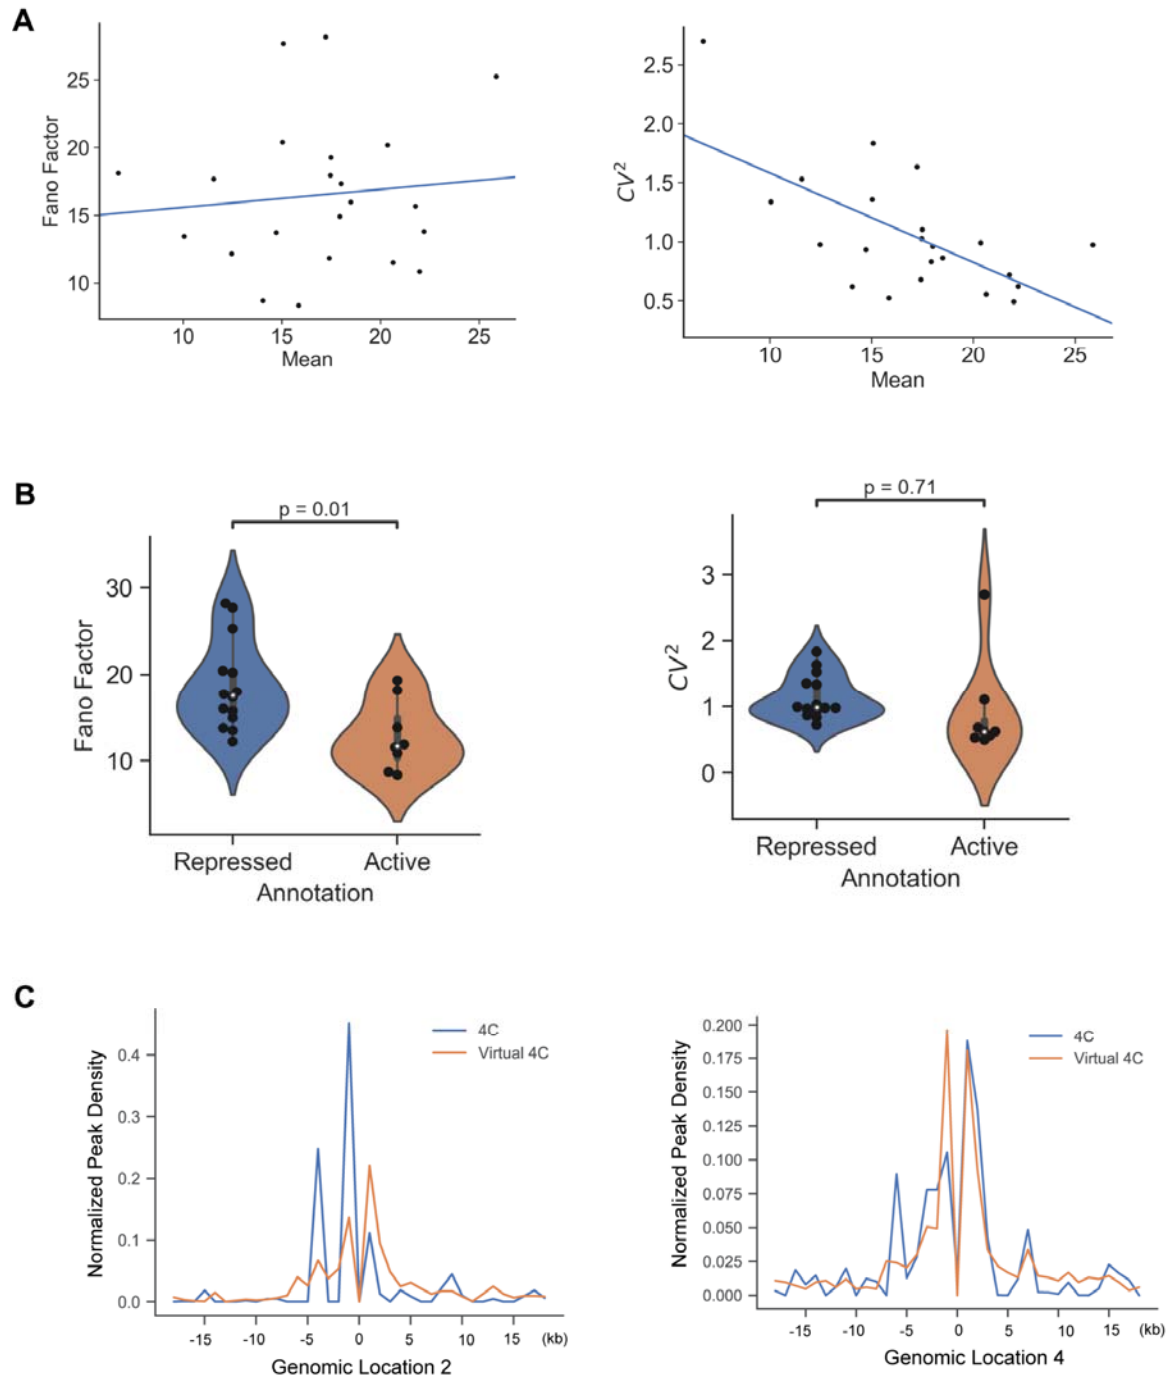 A
Fano Factor
25
20
15
10
10 15 20 25
Mean
CV²
2.5
2.0
1.5
1.0
0.5
10 15 20 25
Mean
B
p = 0.01
Fano Factor
30
20
10
Repressed Active
Annotation
p = 0.71
CV²
3
2
1
0
Repressed Active
Annotation
C
Normalized Peak Density
0.4
0.3
0.2
0.1
0.0
4C
Virtual 4C
-15 -10 -5 0 5 10 15 (kb)
Genomic Location 2
Normalized Peak Density
0.200
0.175
0.150
0.125
0.100
0.075
0.050
0.025
0.000
4C
Virtual 4C
-15 -10 -5 0 5 10 15 (kb)
Genomic Location 4